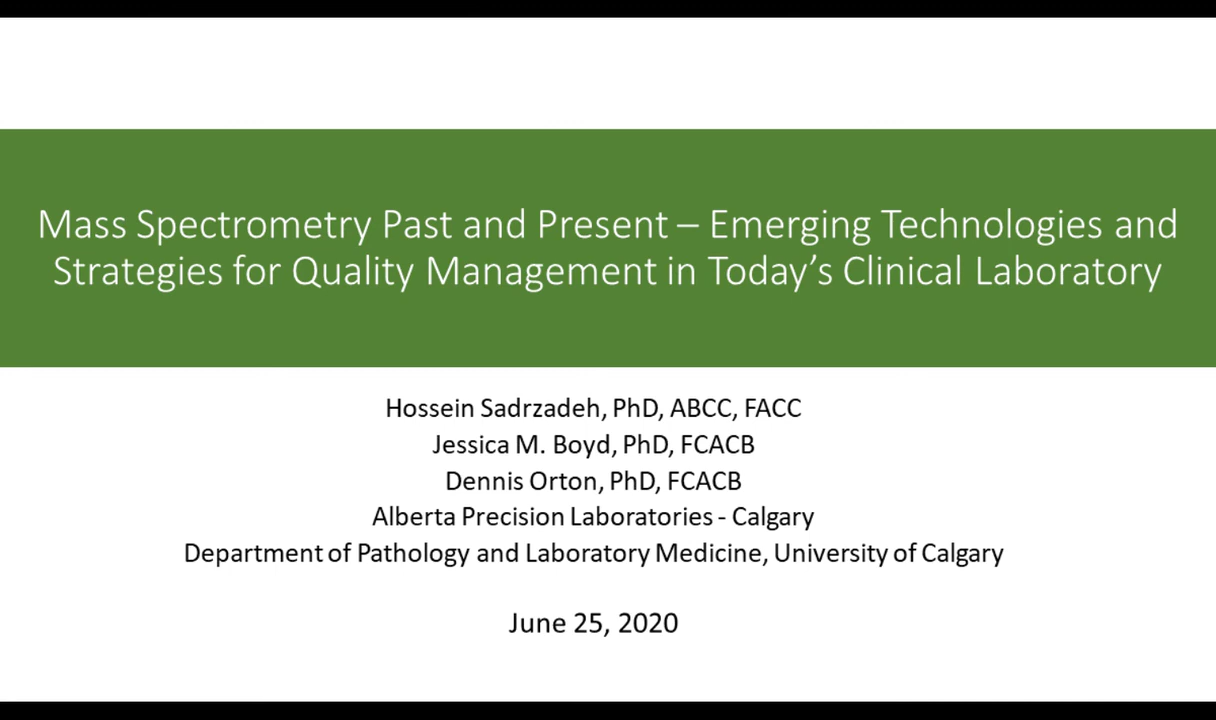 Mass Spectrometry Past and Present – Emerging Technologies and
Strategies for Quality Management in Today’s Clinical Laboratory
Hossein Sadrzadeh, PhD, ABCC, FACC
Jessica M. Boyd, PhD, FCACB
Dennis Orton, PhD, FCACB
Alberta Precision Laboratories - Calgary
Department of Pathology and Laboratory Medicine, University of Calgary
June 25, 2020